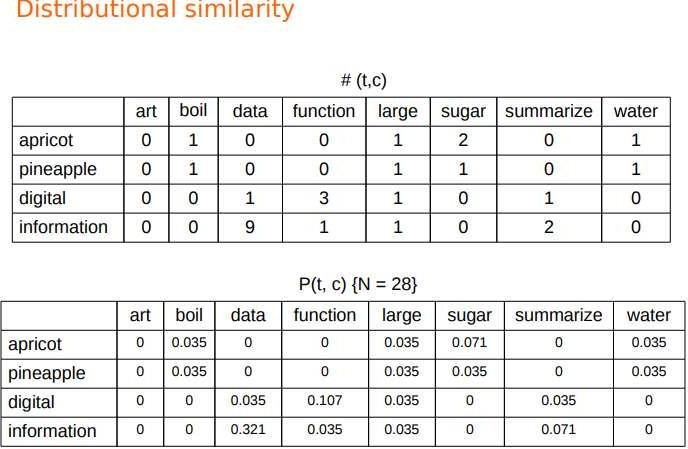 Distributional similarity
# (t,c)
art boil data function large sugar summarize water
apricot 0 1 0 0 1 2 0 1
pineapple 0 1 0 0 1 1 0 1
digital 0 0 1 3 1 0 1 0
information 0 0 9 1 1 0 2 0
P(t, c) {N = 28}
art boil data function large sugar summarize water
apricot 0 0.035 0 0 0.035 0.071 0 0.035
pineapple 0 0.035 0 0 0.035 0.035 0 0.035
digital 0 0 0.035 0.107 0.035 0 0.035 0
information 0 0 0.321 0.035 0.035 0 0.071 0